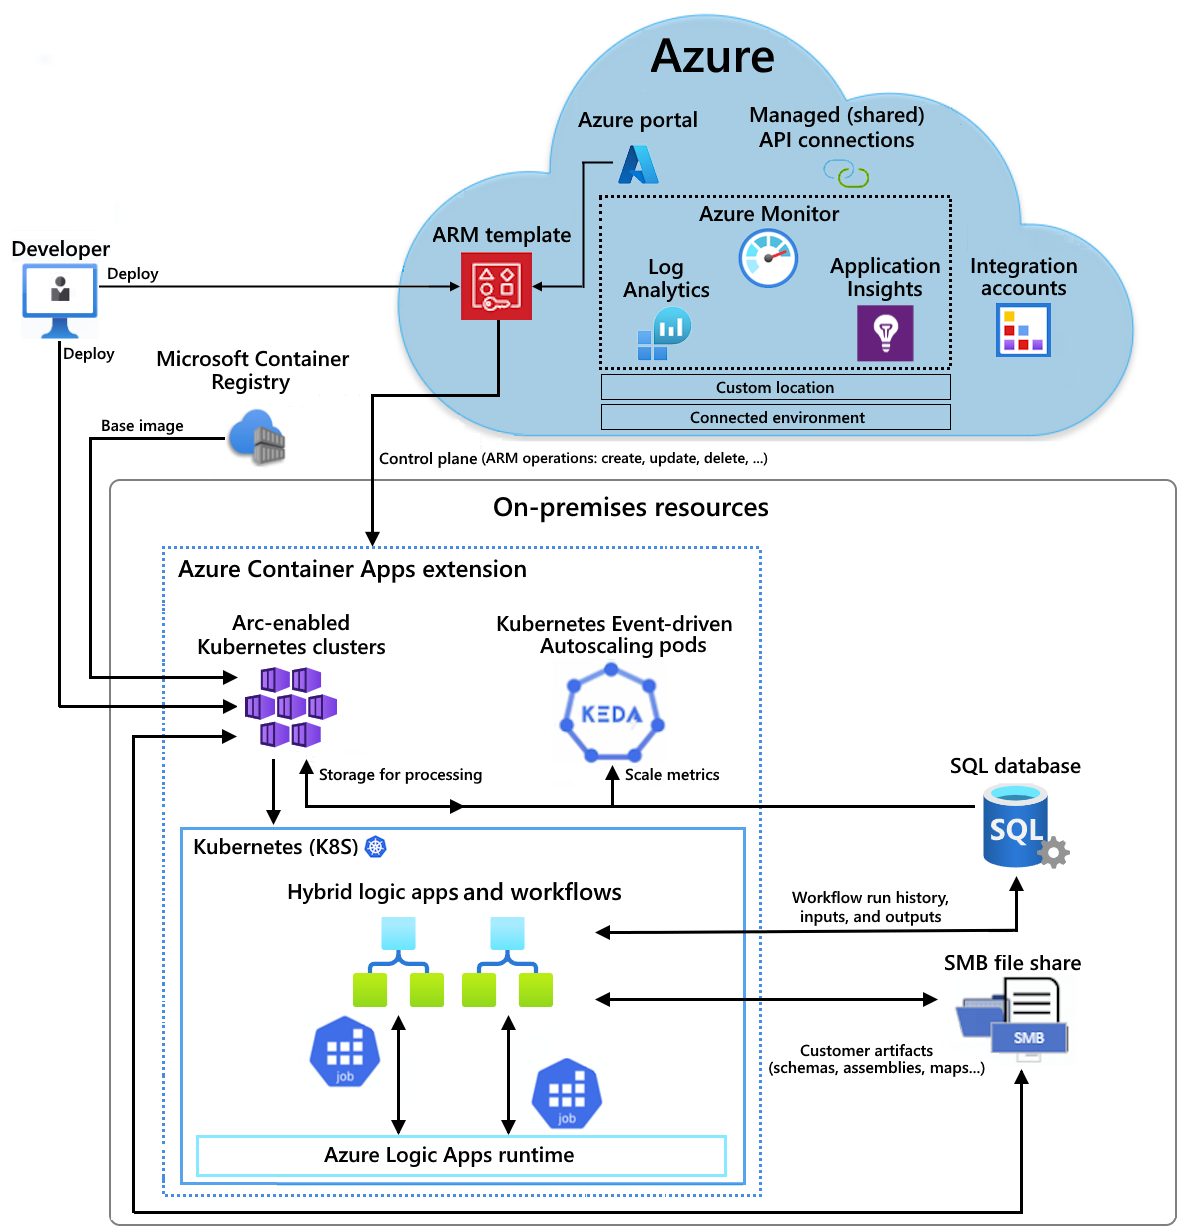 Azure
Azure portal
Managed (shared)
API connections
Azure Monitor
ARM template
Developer
Deploy
Log
Analytics
Application
Insights
Integration
accounts
Deploy
Microsoft Container
Registry
Custom location
Connected environment
Base image
Control plane (ARM operations: create, update, delete, ...)
On-premises resources
Azure Container Apps extension
Arc-enabled
Kubernetes clusters
Kubernetes Event-driven
Autoscaling pods
KEDA
Storage for processing
Scale metrics
SQL database
SQL
Kubernetes (K8S)
Hybrid logic apps and workflows
Workflow run history,
inputs, and outputs
SMB file share
SMB
Customer artifacts
(schemas, assemblies, maps...)
job
job
Azure Logic Apps runtime